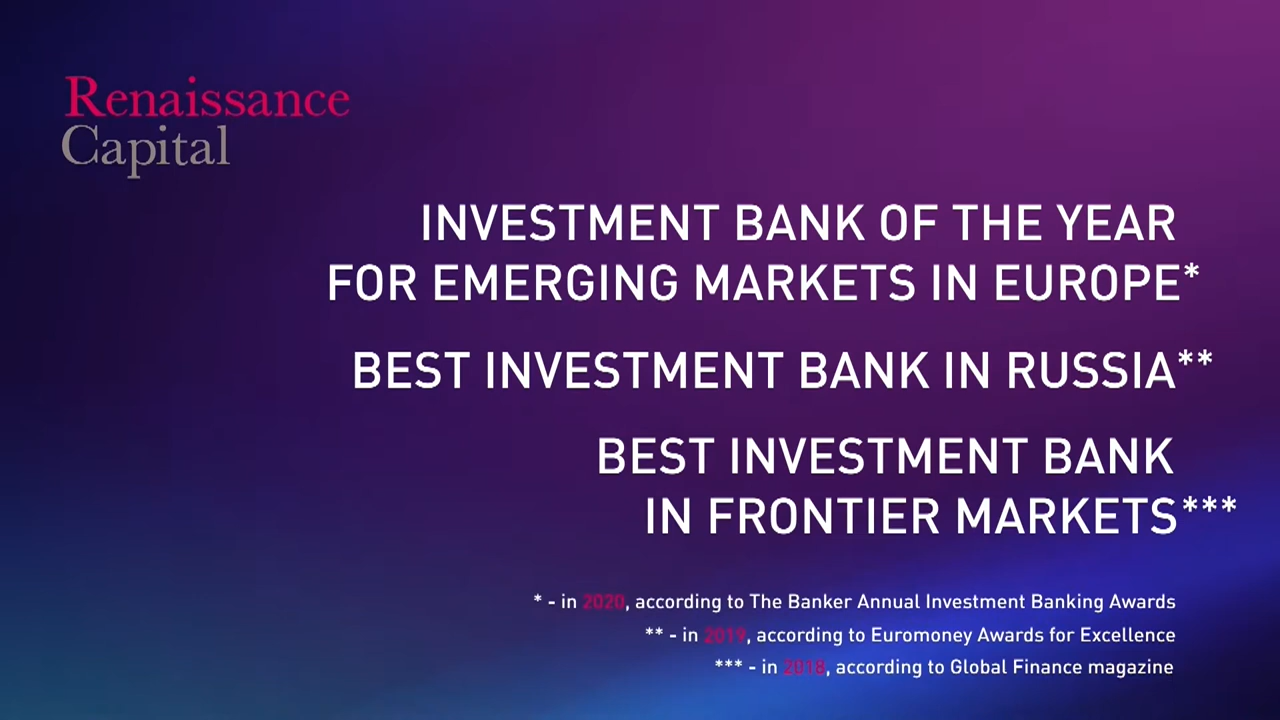 Renaissance
Capital
INVESTMENT BANK OF THE YEAR
FOR EMERGING MARKETS IN EUROPE*
BEST INVESTMENT BANK IN RUSSIA**
BEST INVESTMENT BANK
IN FRONTIER MARKETS***
* - in 2020, according to The Banker Annual Investment Banking Awards
** - in 2019, according to Euromoney Awards for Excellence
*** - in 2018, according to Global Finance magazine